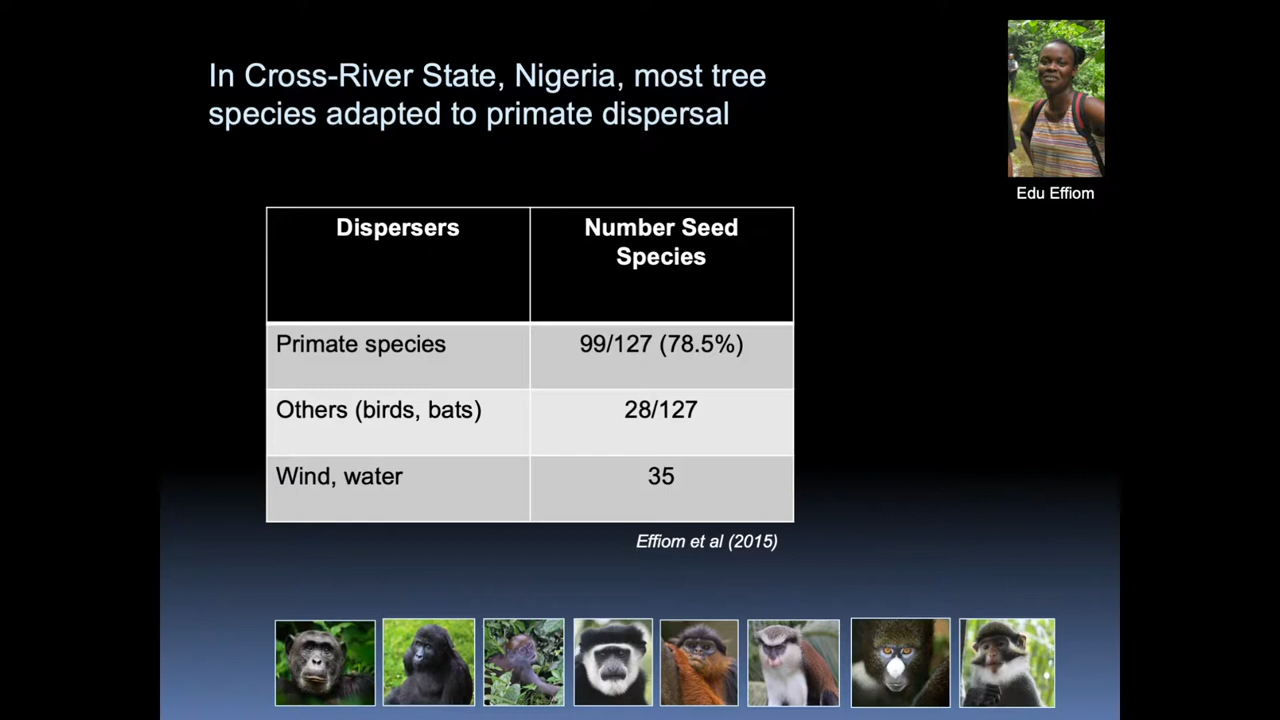 In Cross-River State, Nigeria, most tree
species adapted to primate dispersal
Edu Effiom
Dispersers
Number Seed
Species
Primate species
99/127 (78.5%)
Others (birds, bats)
28/127
Wind, water
35
Effiom et al (2015)